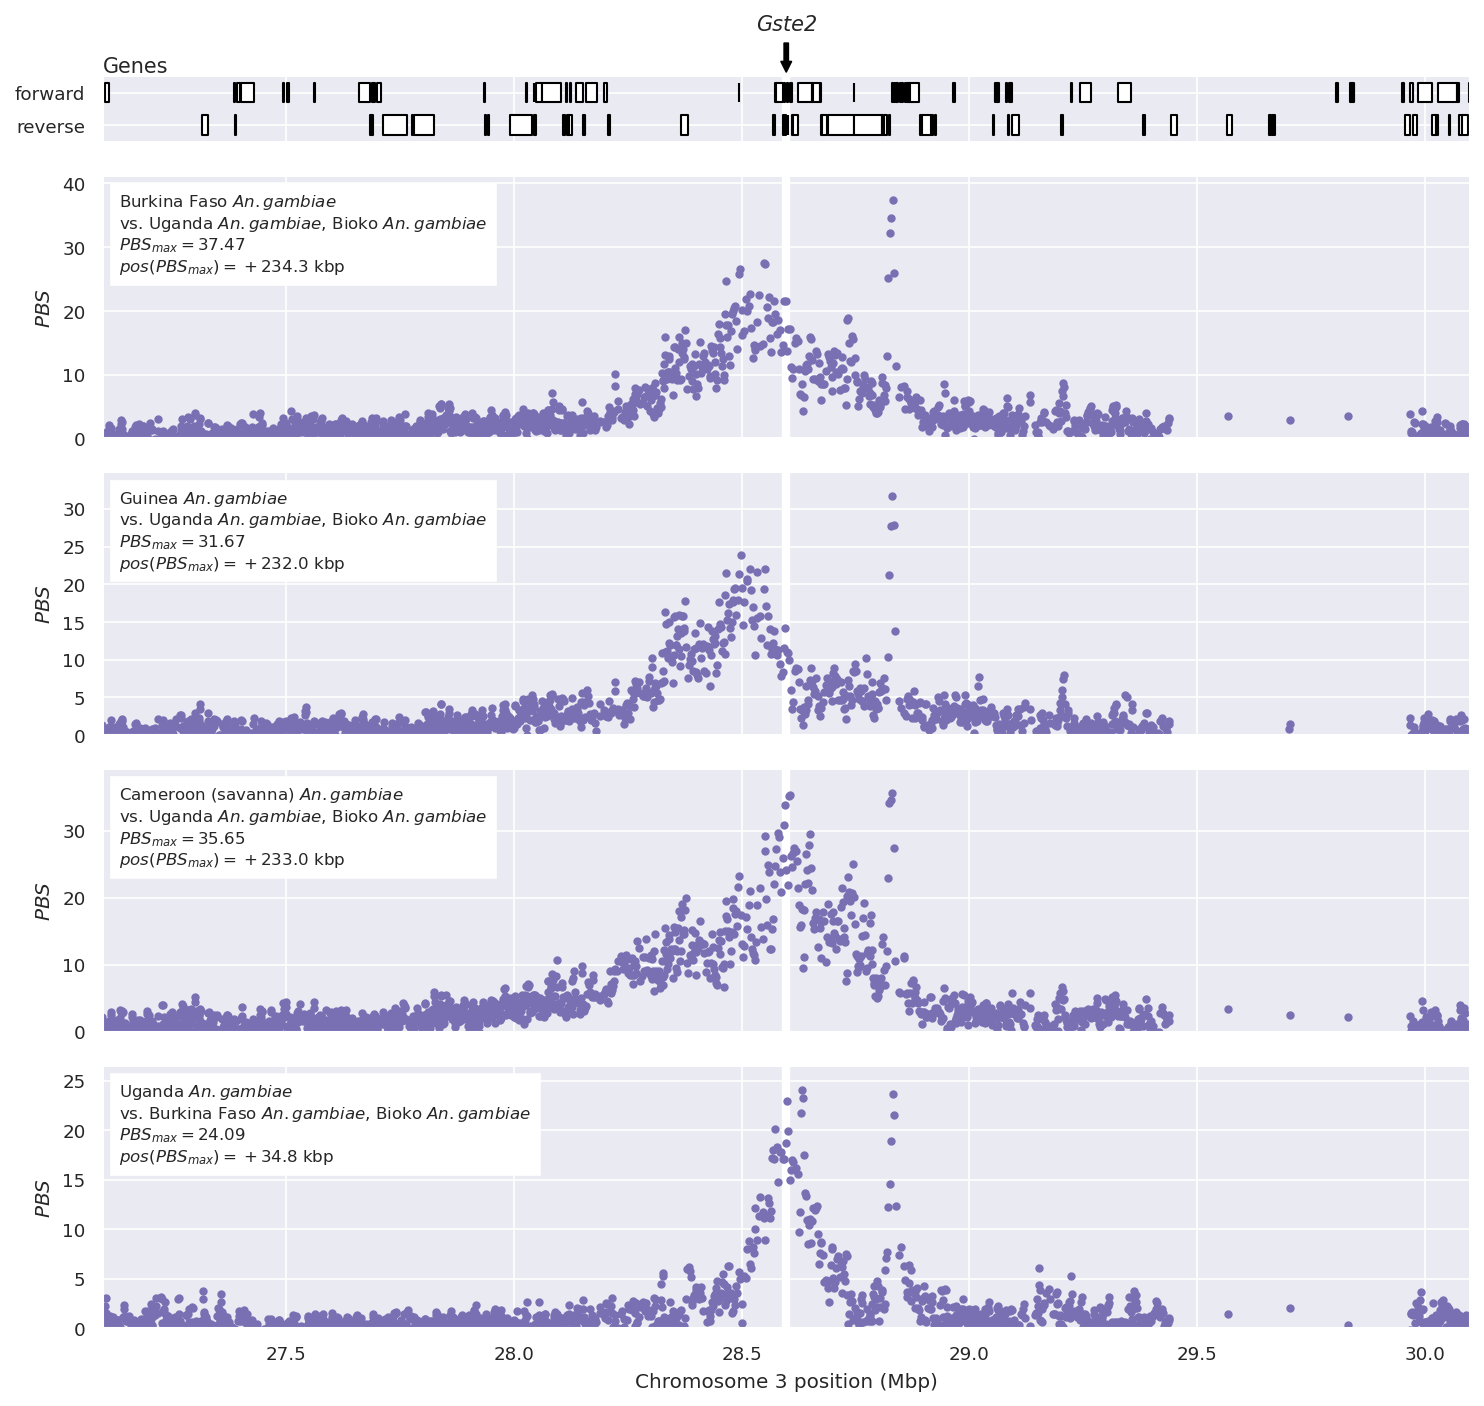 Gste2
Genes
forward
reverse
40
30
20
10
0
PBS
Burkina Faso An. gambiae
vs. Uganda An. gambiae, Bioko An. gambiae
PBSmax = 37.47
pos(PBSmax) = +234.3 kbp
30
25
20
15
10
5
0
PBS
Guinea An. gambiae
vs. Uganda An. gambiae, Bioko An. gambiae
PBSmax = 31.67
pos(PBSmax) = +232.0 kbp
30
20
10
0
PBS
Cameroon (savanna) An. gambiae
vs. Uganda An. gambiae, Bioko An. gambiae
PBSmax = 35.65
pos(PBSmax) = +233.0 kbp
25
20
15
10
5
0
PBS
Uganda An. gambiae
vs. Burkina Faso An. gambiae, Bioko An. gambiae
PBSmax = 24.09
pos(PBSmax) = +34.8 kbp
27.5 28.0 28.5 29.0 29.5 30.0
Chromosome 3 position (Mbp)